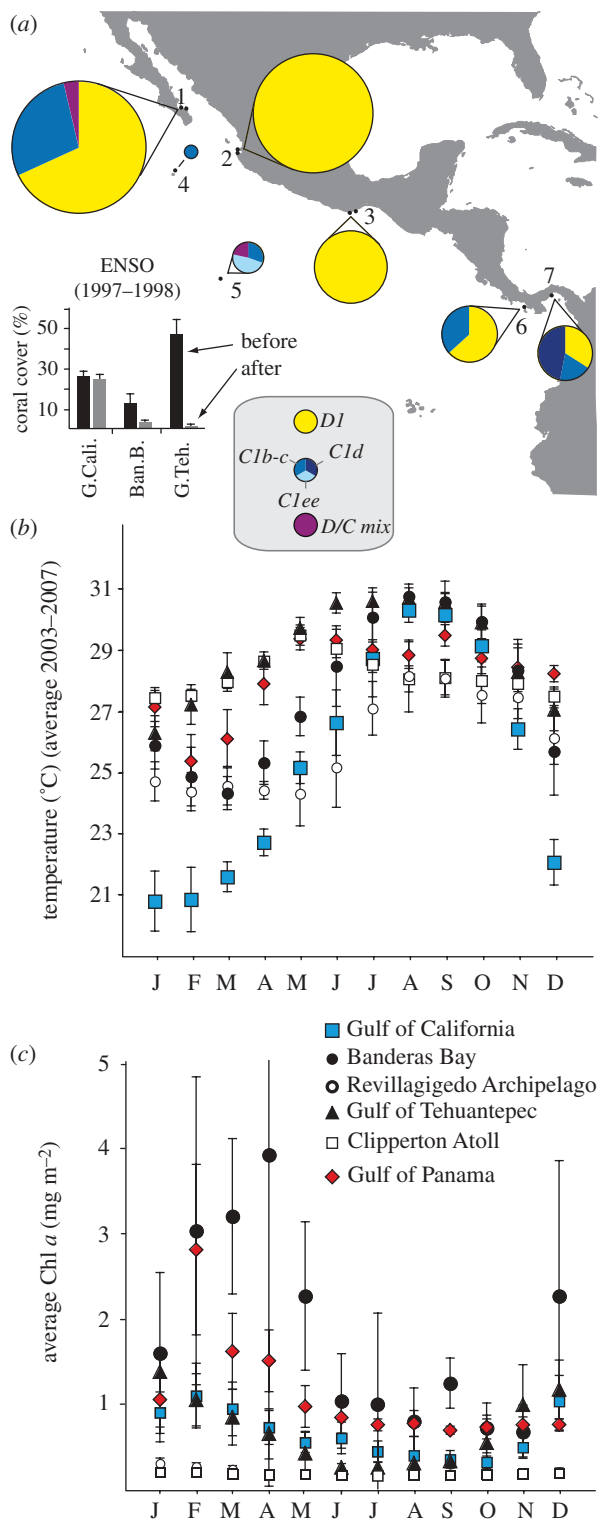 (a)
1
2
4
3
5
7
6
ENSO
(1997–1998)
coral cover (%)
50
30
10
before
after
G.Cali.
Ban.B.
G.Teh.
D1
C1b-c
C1d
C1ee
D/C mix
(b)
temperature (˚C) (average 2003–2007)
31
29
27
25
23
21
J F M A M J J A S O N D
Gulf of California
Banderas Bay
Revillagigedo Archipelago
Gulf of Tehuantepec
Clipperton Atoll
Gulf of Panama
(c)
average Chl a (mg m–2)
5
4
3
2
1
J F M A M J J A S O N D